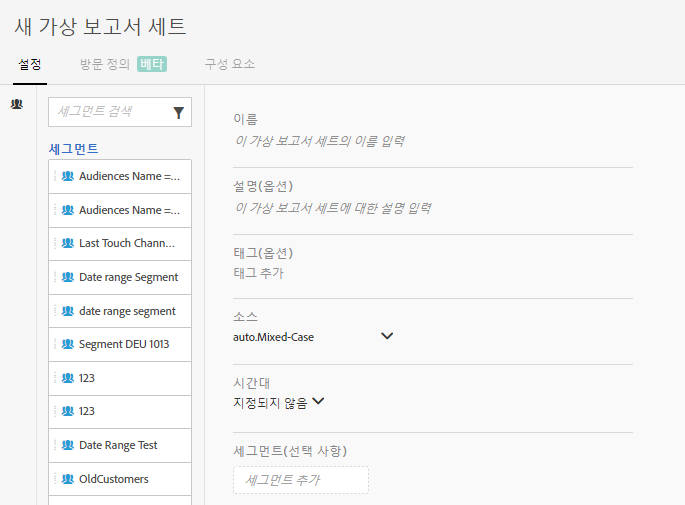 새 가상 보고서 세트
설정 방문 정의 베타 구성 요소
세그먼트 검색
세그먼트
Audiences Name =...
Audiences Name =...
Last Touch Chann...
Date range Segment
date range segment
Segment DEU 1013
123
123
Date Range Test
OldCustomers
이름
이 가상 보고서 세트의 이름 입력
설명(옵션)
이 가상 보고서 세트에 대한 설명 입력
태그(옵션)
태그 추가
소스
auto.Mixed-Case
시간대
지정되지 않음
세그먼트(선택 사항)
세그먼트 추가